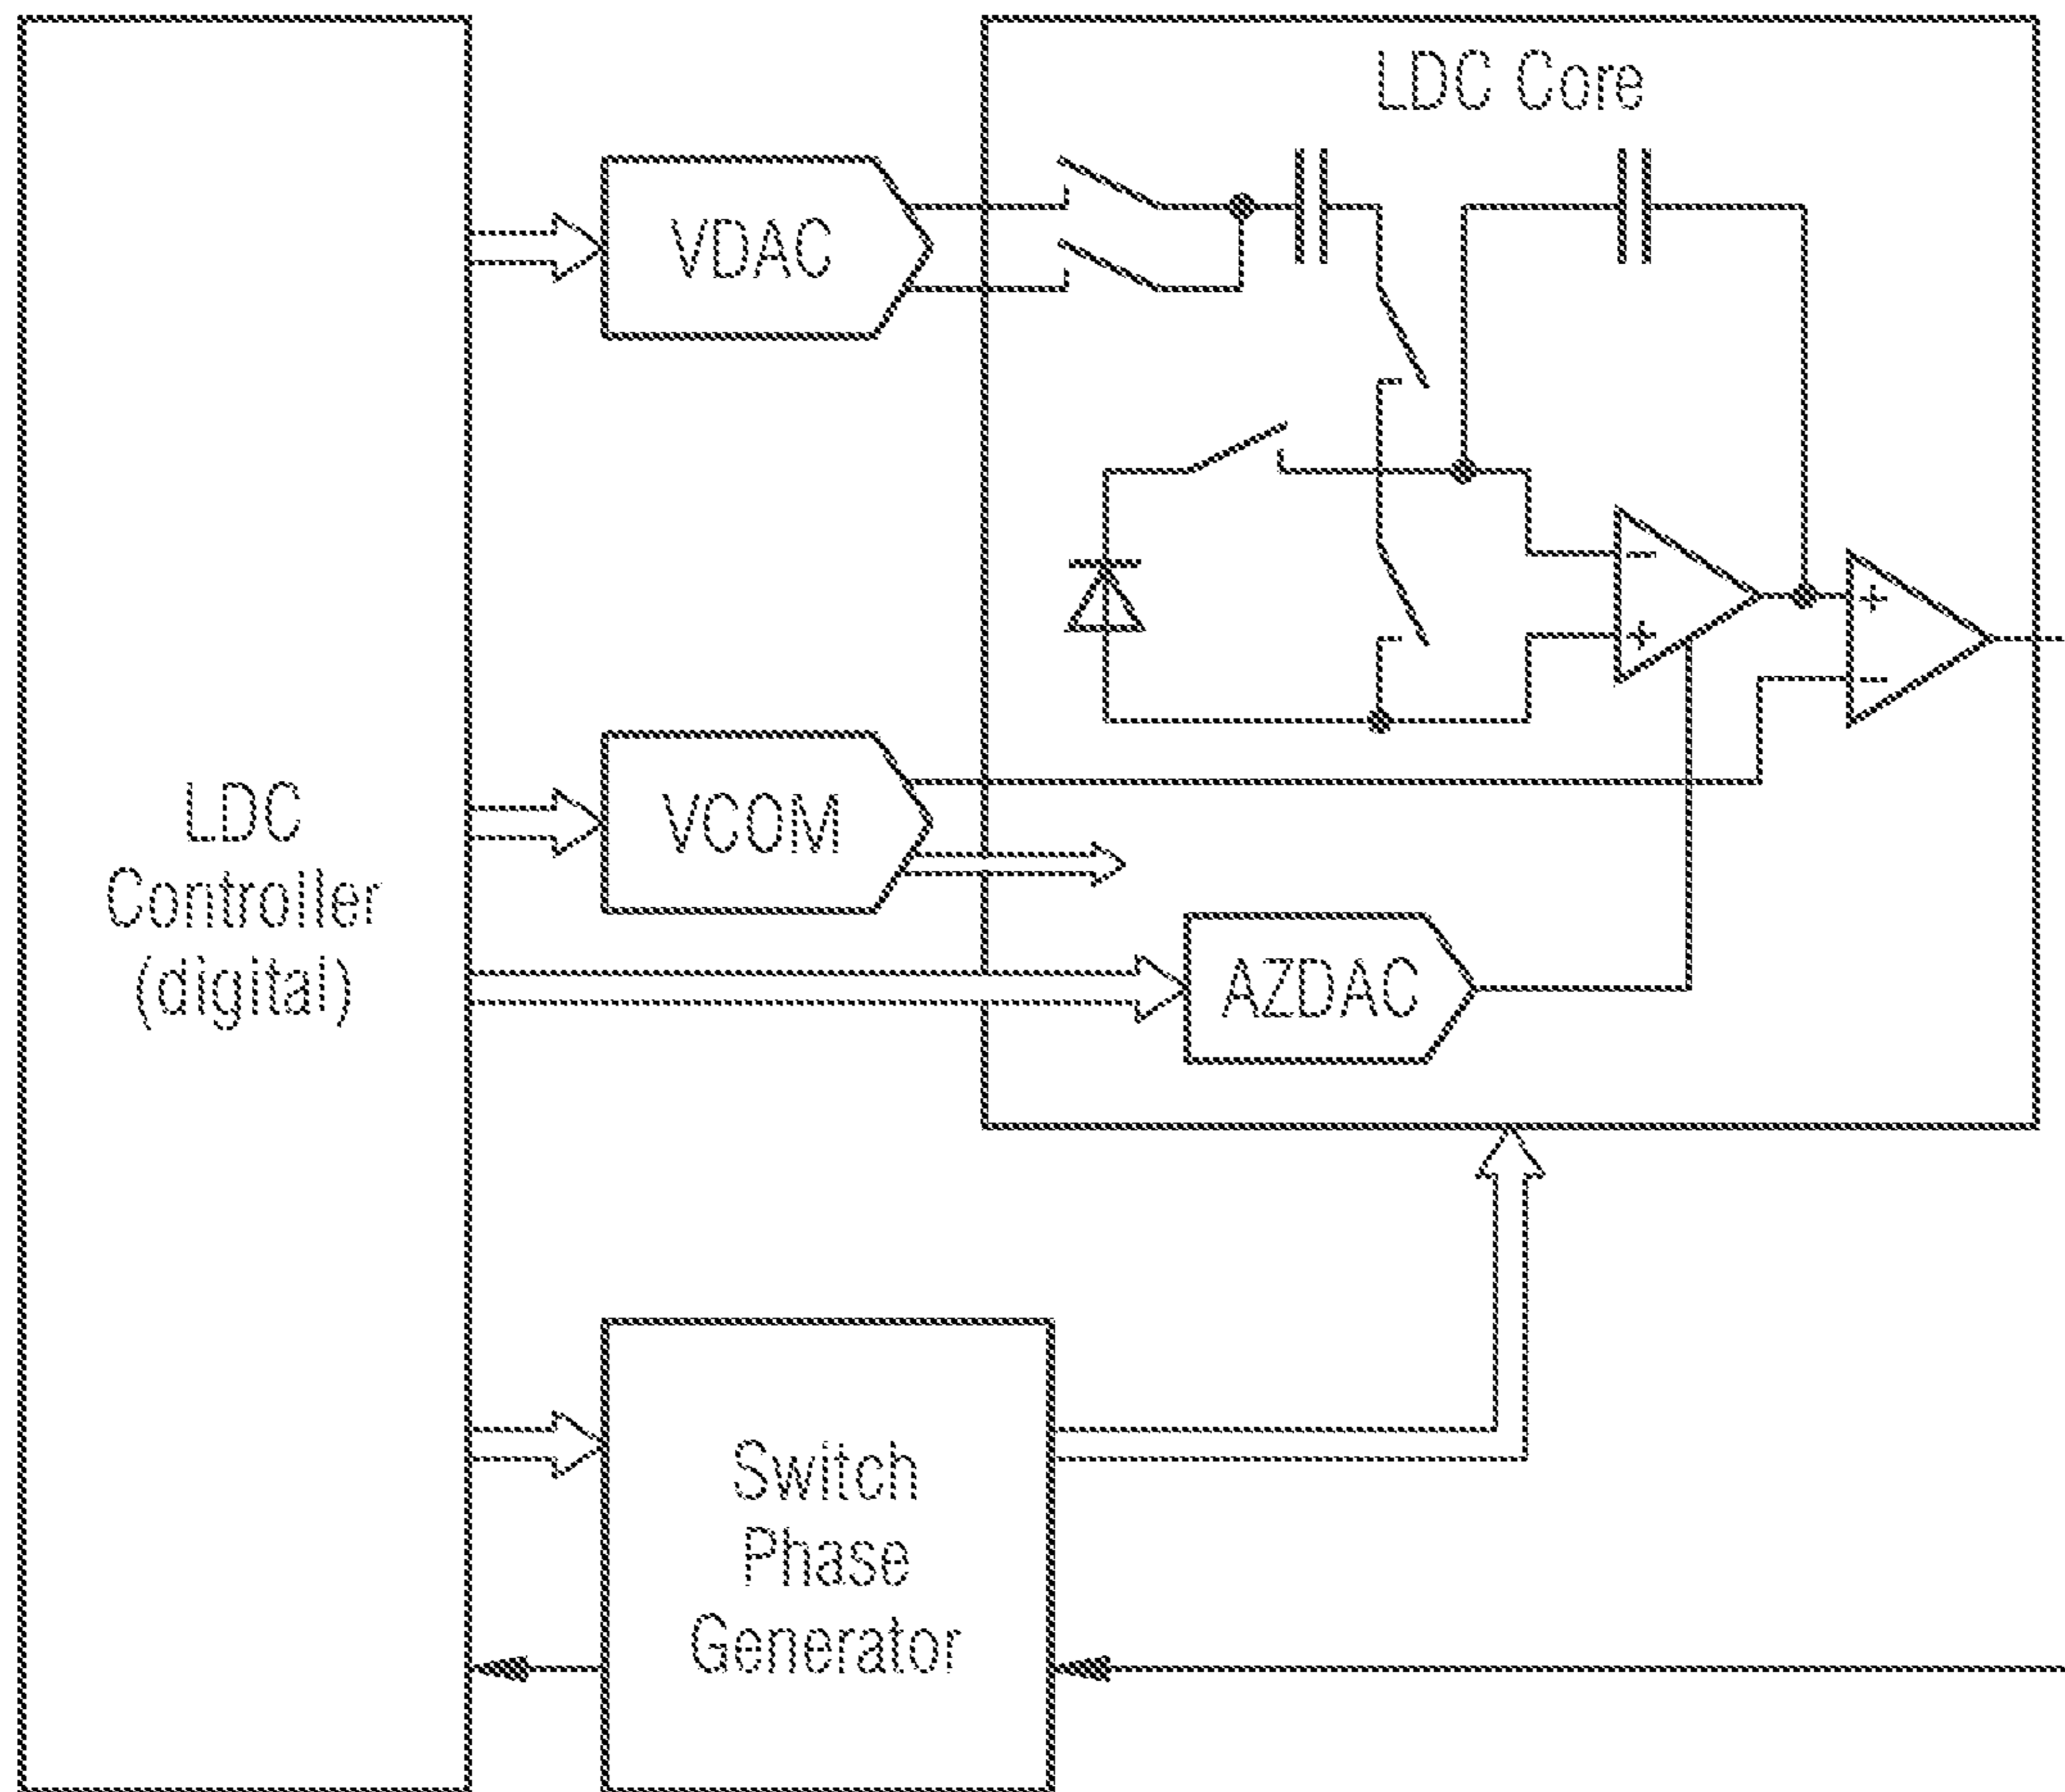 LDC Core
VDAC
−
+
+
−
LDC
Controller
(digital)
VCOM
AZDAC
Switch
Phase
Generator